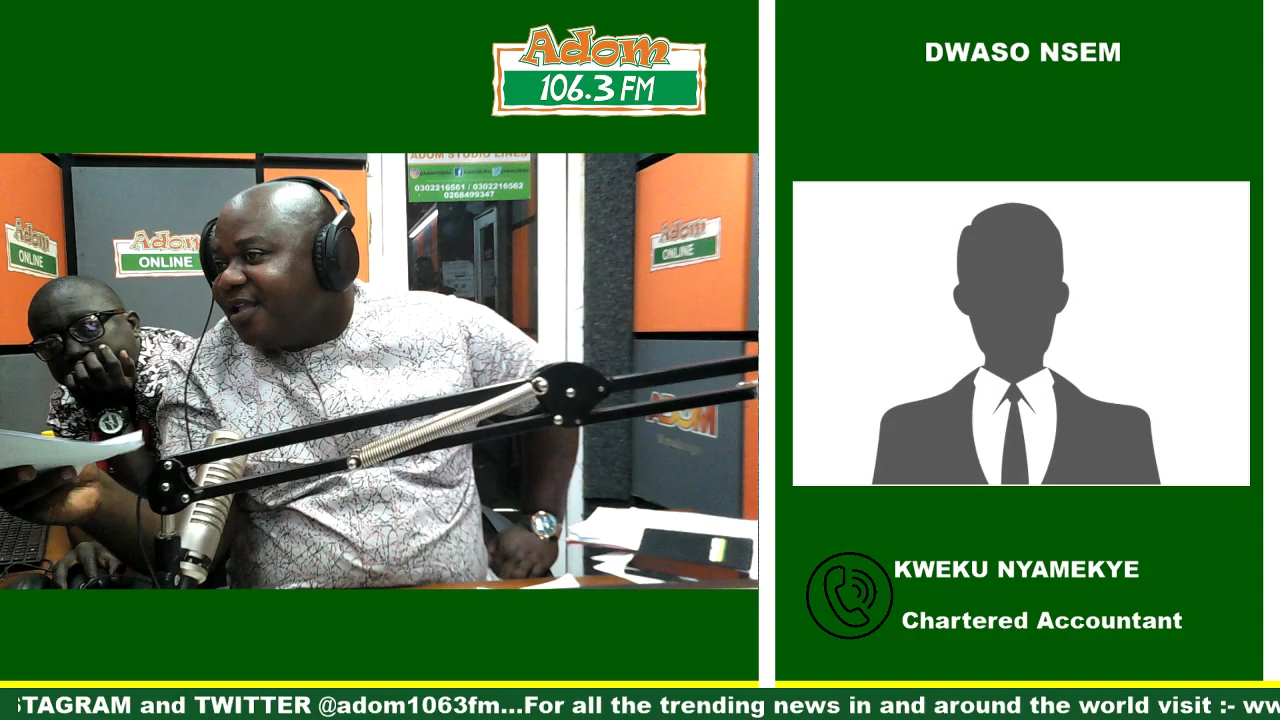 Adom
106.3 FM
DWASO NSEM
ADOM STUDIO LINES
0302216561 / 0302216562
0268499347
Adom
ONLINE
Adom
ONLINE
Adom
ONLINE
ADOM
KWEKU NYAMEKYE
Chartered Accountant
STAGRAM and TWITTER @adom1063fm...For all the trending news in and around the world visit :- ww